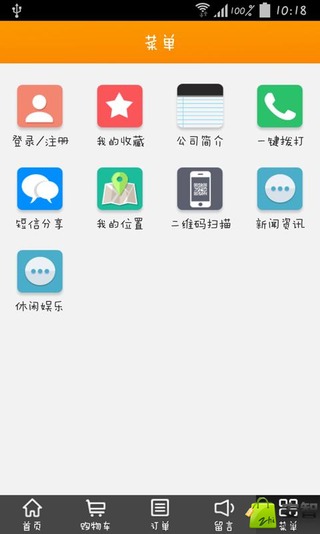 100% 10:18
菜单
登录/注册 我的收藏 公司简介 一键拨打
短信分享 我的位置 二维码扫描 新闻资讯
休闲娱乐
首页 购物车 订单 留言 菜单